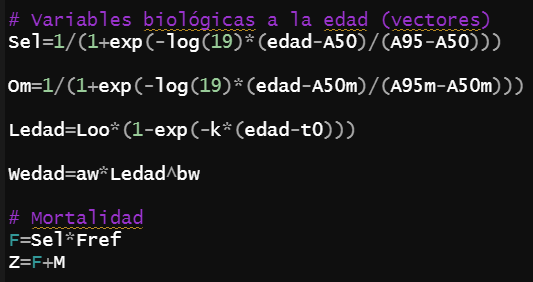 # Variables biológicas a la edad (vectores)
Sel=1/(1+exp(-log(19)*(edad-A50)/(A95-A50)))
Om=1/(1+exp(-log(19)*(edad-A50m)/(A95m-A50m)))
Ledad=Loo*(1-exp(-k*(edad-t0)))
Wedad=aw*Ledad^bw
# Mortalidad
F=Sel*Fref
Z=F+M